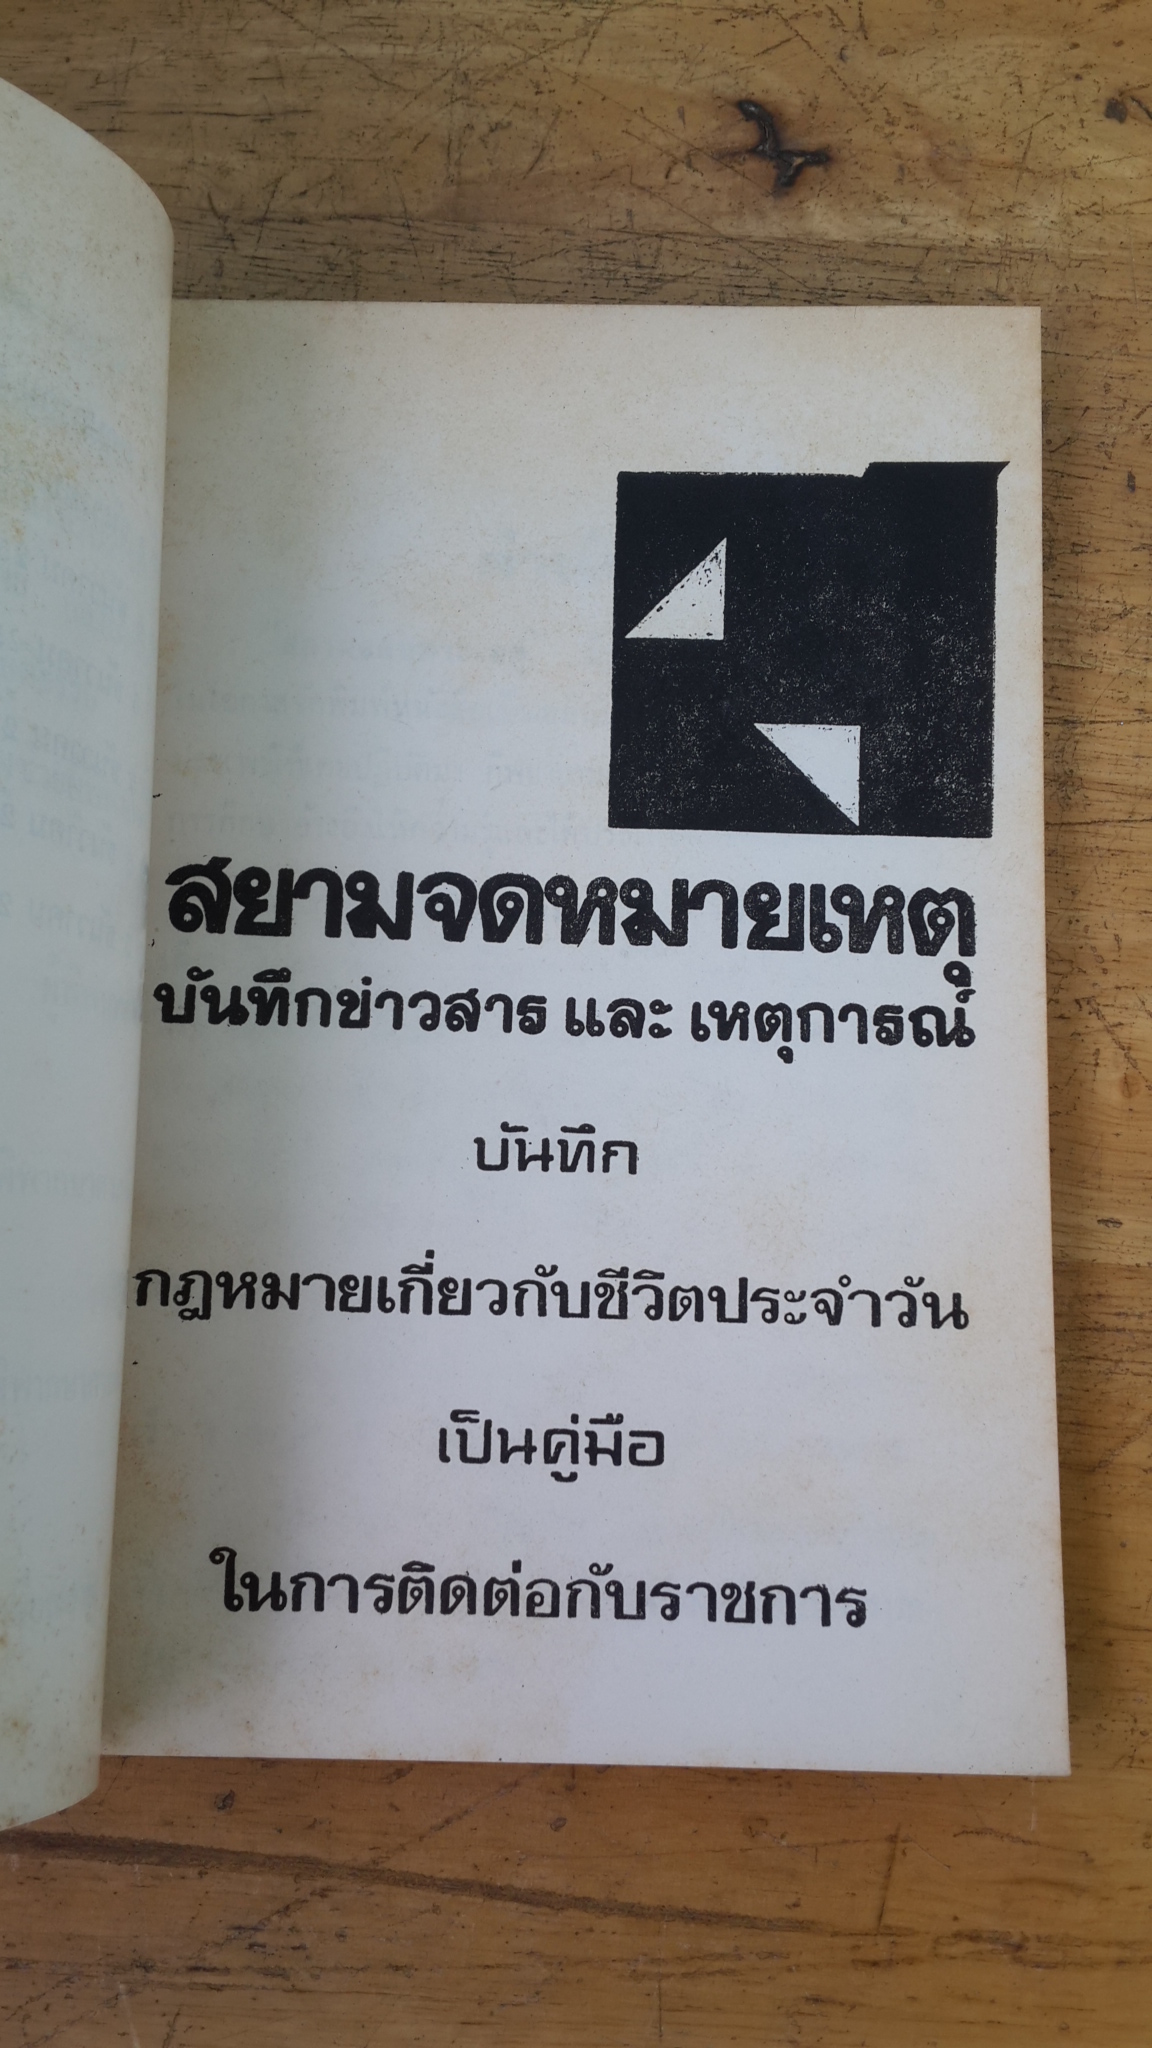 สยามจดหมายเหตุ
บันทึกข่าวสาร และ เหตุการณ์
บันทึก
กฎหมายเกี่ยวกับชีวิตประจำวัน
เป็นคู่มือ
ในการติดต่อกับราชการ